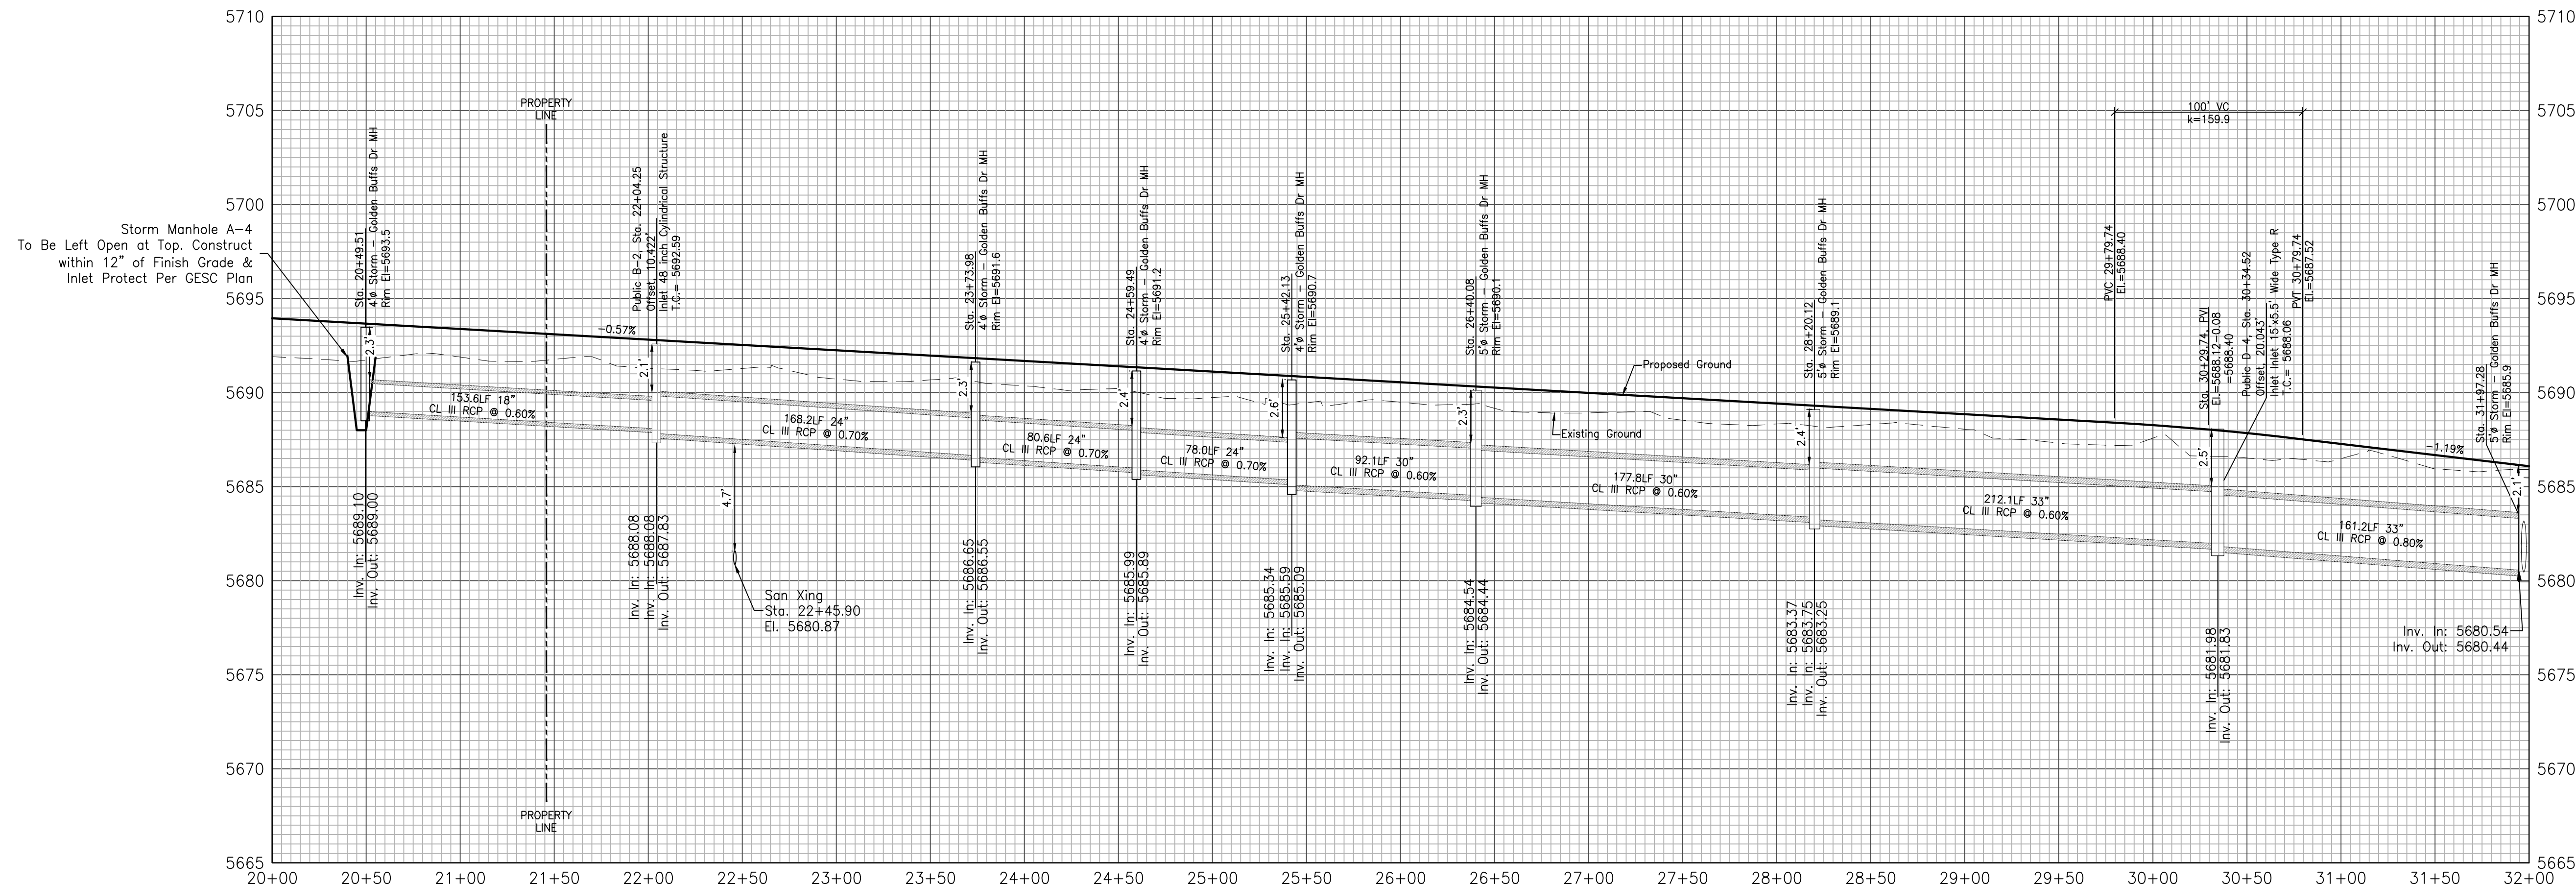 5710
5705
5700
5695
5690
5685
5680
5675
5670
5665
5710
5705
5700
5695
5690
5685
5680
5675
5670
5665
20+00
20+50
21+00
21+50
22+00
22+50
23+00
23+50
24+00
24+50
25+00
25+50
26+00
26+50
27+00
27+50
28+00
28+50
29+00
29+50
30+00
30+50
31+00
31+50
32+00
Storm Manhole A-4
To Be Left Open at Top. Construct
within 12" of Finish Grade &
Inlet Protect Per GESC Plan
Sta. 20+49.51
4'ø Storm - Golden Buffs Dr MH
Rim El=5693.5
2.3'
153.6LF 18"
CL III RCP @ 0.60%
Inv. In: 5689.10
Inv. Out: 5689.00
PROPERTY
LINE
PROPERTY
LINE
-0.57%
Public B-2, Sta. 22+04.25
Offset, 10.422'
Inlet 48 inch Cylindrical Structure
T.C.= 5692.59
2.1'
168.2LF 24"
CL III RCP @ 0.70%
Inv. In: 5688.08
Inv. In: 5688.08
Inv. Out: 5687.83
4.7'
San Xing
Sta. 22+45.90
El. 5680.87
Sta. 23+73.98
4'ø Storm - Golden Buffs Dr MH
Rim El=5691.6
2.3'
80.6LF 24"
CL III RCP @ 0.70%
Inv. In: 5686.65
Inv. Out: 5686.55
Sta. 24+59.49
4'ø Storm - Golden Buffs Dr MH
Rim El=5691.2
2.4'
78.0LF 24"
CL III RCP @ 0.70%
Inv. In: 5685.99
Inv. Out: 5685.89
Sta. 25+42.13
4'ø Storm - Golden Buffs Dr MH
Rim El=5690.7
2.6'
92.1LF 30"
CL III RCP @ 0.60%
Inv. In: 5685.34
Inv. In: 5685.59
Inv. Out: 5685.09
Sta. 26+40.08
5'ø Storm - Golden Buffs Dr MH
Rim El=5690.1
2.3'
177.8LF 30"
CL III RCP @ 0.60%
Inv. In: 5684.54
Inv. Out: 5684.44
Existing Ground
Proposed Ground
Sta. 28+20.12
5'ø Storm - Golden Buffs Dr MH
Rim El=5689.1
2.4'
212.1LF 33"
CL III RCP @ 0.60%
Inv. In: 5683.37
Inv. In: 5683.75
Inv. Out: 5683.25
100' VC
k=159.9
PVC 29+79.74
El.=5688.40
Sta. 30+29.74, PVI
El.=5688.12-0.08
=5688.40
Public D-4, Sta. 30+34.52
Offset, 20.043'
Inlet Inlet 15'x5.5' Wide Type R
T.C.= 5688.06
PVT 30+79.74
El.=5687.52
2.5'
161.2LF 33"
CL III RCP @ 0.80%
Inv. In: 5681.98
Inv. Out: 5681.83
-1.19%
Sta. 31+97.28
5'ø Storm - Golden Buffs Dr MH
Rim El=5685.9
2.1'
Inv. In: 5680.54
Inv. Out: 5680.44